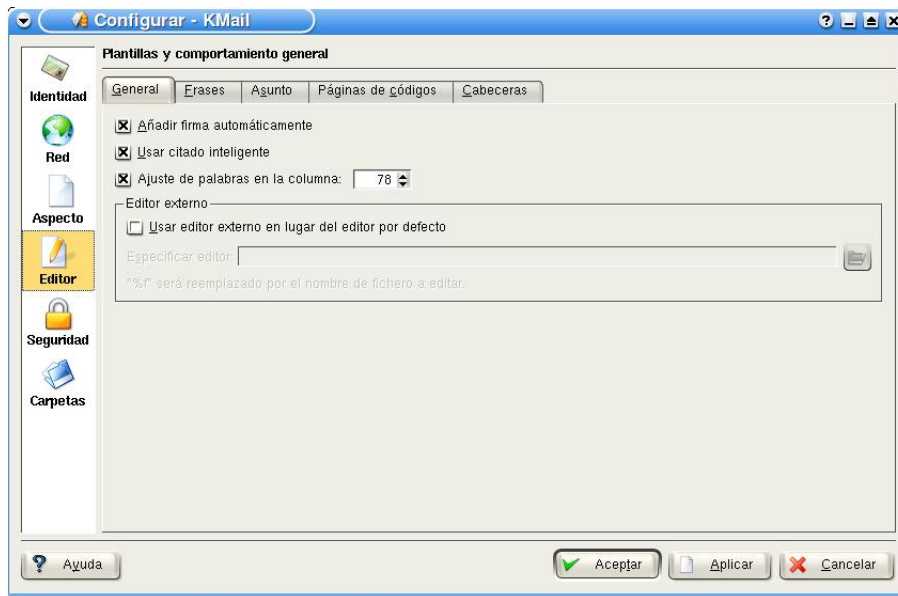 Configurar - KMail
Plantillas y comportamiento general
Identidad
Red
Aspecto
Editor
Seguridad
Carpetas
General Frases Asunto Páginas de códigos Cabeceras
Añadir firma automáticamente
Usar citado inteligente
Ajuste de palabras en la columna: 78
Editor externo
Usar editor externo en lugar del editor por defecto
Especificar editor:
"%f" será reemplazado por el nombre de fichero a editar.
Ayuda Aceptar Aplicar Cancelar